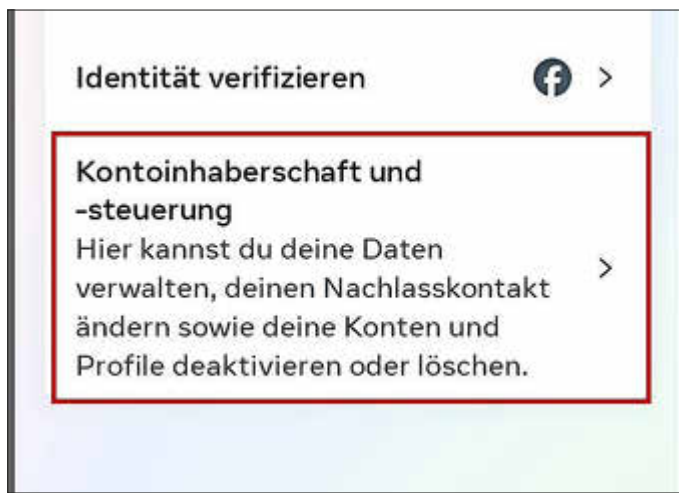 Identität verifizieren
Kontoinhaberschaft und
-steuerung
Hier kannst du deine Daten
verwalten, deinen Nachlasskontakt
ändern sowie deine Konten und
Profile deaktivieren oder löschen.